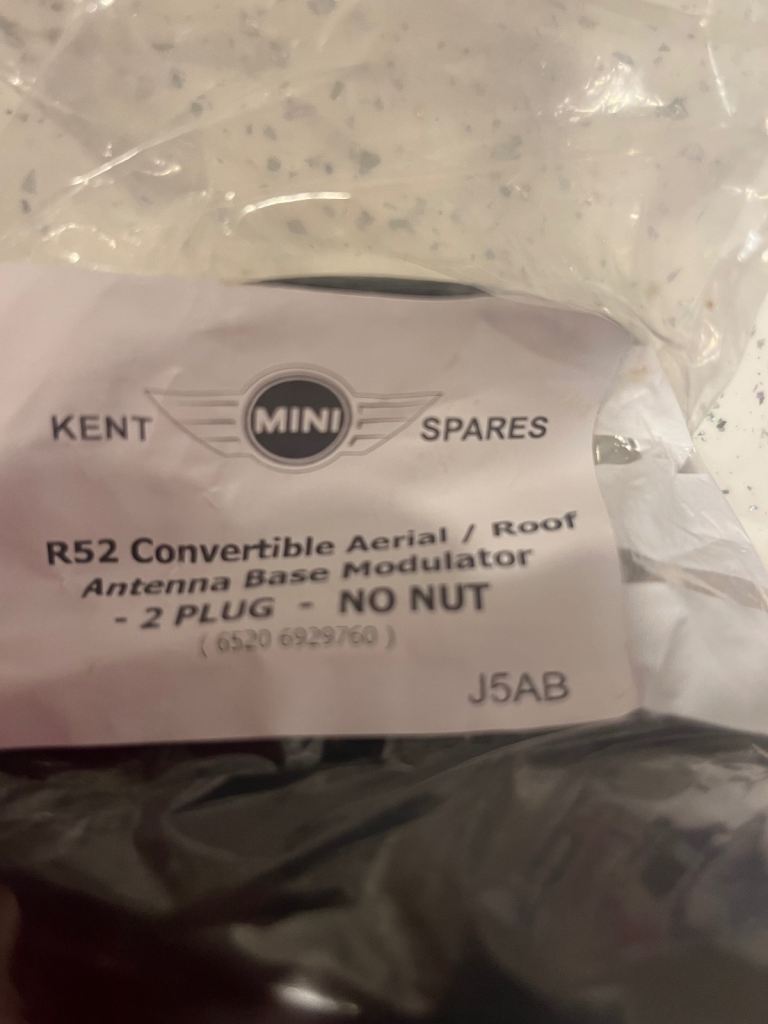 KENT MINI SPARES
R52 Convertible Aerial / Roof
Antenna Base Modulator
- 2 PLUG - NO NUT
( 6520 6929760 )
J5AB